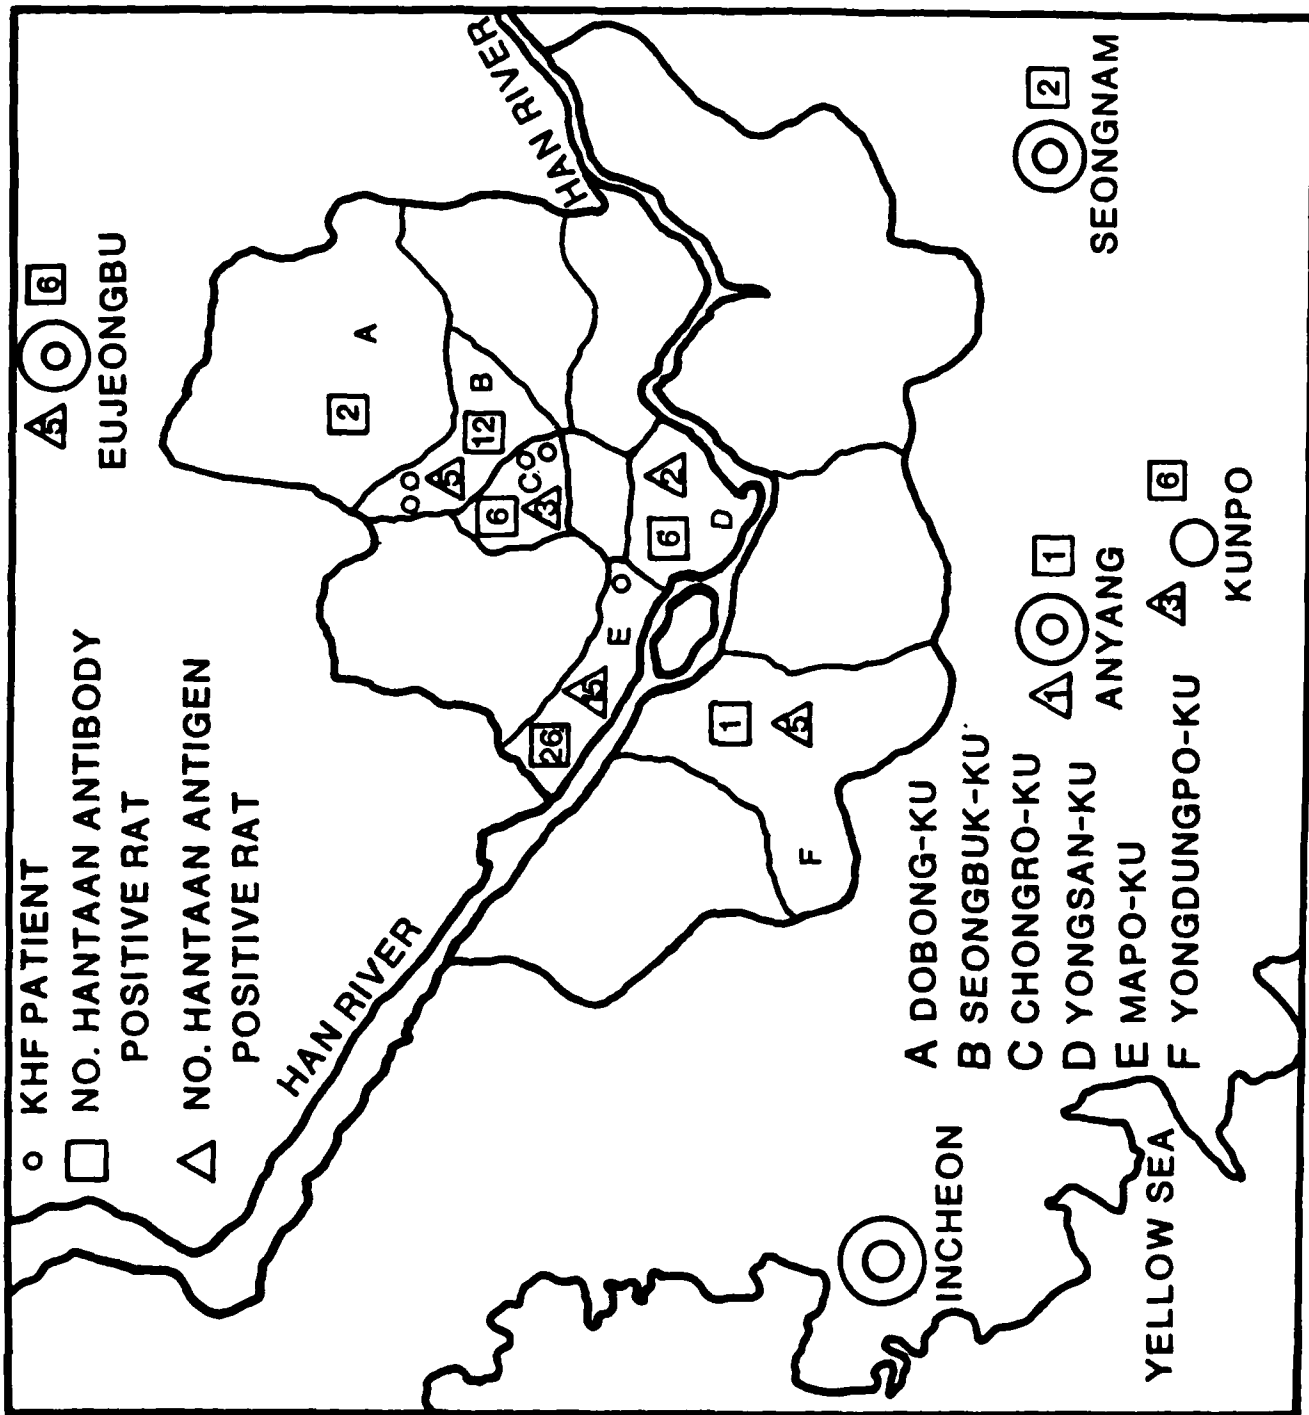 ○ KHF PATIENT
□ NO. HANTAAN ANTIBODY
POSITIVE RAT
△ NO. HANTAAN ANTIGEN
POSITIVE RAT
5
6
EUJEONGBU
HAN RIVER
HAN RIVER
2
A
5
12
B
6
3
C
26
15
E
6
2
D
1
5
F
2
SEONGNAM
1
1
ANYANG
3
6
KUNPO
INCHEON
YELLOW SEA
A DOBONG-KU
B SEONGBUK-KU
C CHONGRO-KU
D YONGSAN-KU
E MAPO-KU
F YONGDUNGPO-KU